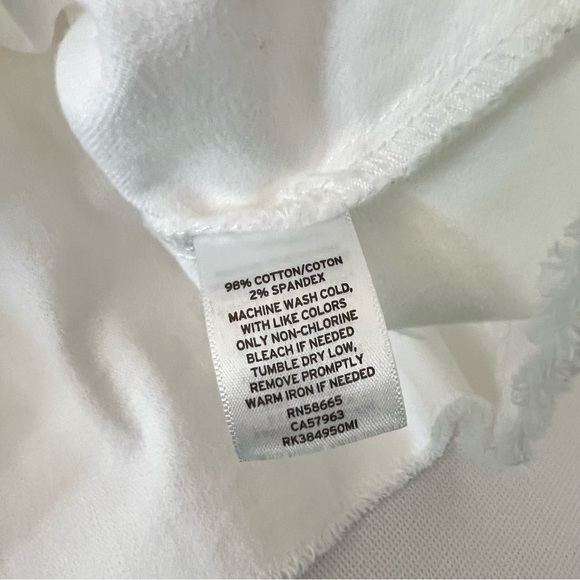 98% COTTON/COTON
2% SPANDEX
MACHINE WASH COLD,
WITH LIKE COLORS
ONLY NON-CHLORINE
BLEACH IF NEEDED
TUMBLE DRY LOW,
REMOVE PROMPTLY
WARM IRON IF NEEDED
RN58665
CA57963
RK384950MI